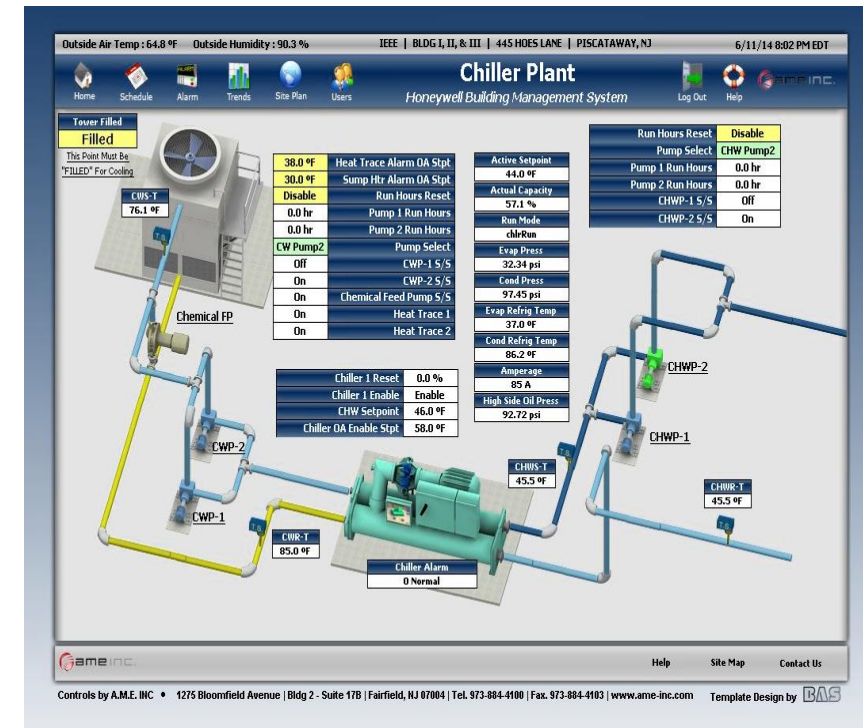 Outside Air Temp : 64.8 ºF Outside Humidity : 90.3 % IEEE | BLDG I, II, & III | 445 HOES LANE | PISCATAWAY, NJ 6/11/14 8:02 PM EDT
Home Schedule Alarm Trends Site Plan Users
Chiller Plant
Honeywell Building Management System
Log Out Help
ame inc.
Tower Filled
Filled
This Point Must Be
"FILLED" For Cooling
CWS-T
76.1 ºF
T.S.
Chemical FP
38.0 ºF Heat Trace Alarm OA Stpt
30.0 ºF Sump Htr Alarm OA Stpt
Disable Run Hours Reset
0.0 hr Pump 1 Run Hours
0.0 hr Pump 2 Run Hours
CW Pump2 Pump Select
Off CWP-1 S/S
On CWP-2 S/S
On Chemical Feed Pump S/S
On Heat Trace 1
On Heat Trace 2
Active Setpoint
44.0 ºF
Actual Capacity
57.1 %
Run Mode
chlrRun
Evap Press
32.34 psi
Cond Press
97.45 psi
Evap Refrig Temp
37.0 ºF
Cond Refrig Temp
86.2 ºF
Amperage
85 A
High Side Oil Press
92.72 psi
Run Hours Reset Disable
Pump Select CHW Pump2
Pump 1 Run Hours 0.0 hr
Pump 2 Run Hours 0.0 hr
CHWP-1 S/S Off
CHWP-2 S/S On
Chiller 1 Reset 0.0 %
Chiller 1 Enable Enable
CHW Setpoint 46.0 ºF
Chiller OA Enable Stpt 58.0 ºF
CHWP-2
CHWP-1
CWP-2
CWP-1
CHWS-T
45.5 ºF
T.S.
CHWR-T
45.5 ºF
T.S.
CWR-T
85.0 ºF
T.S.
Chiller Alarm
0 Normal
ame inc.
Help Site Map Contact Us
Controls by A.M.E. INC • 1275 Bloomfield Avenue | Bldg 2 - Suite 17B | Fairfield, NJ 07004 | Tel. 973-884-4100 | Fax. 973-884-4103 | www.ame-inc.com Template Design by BAS